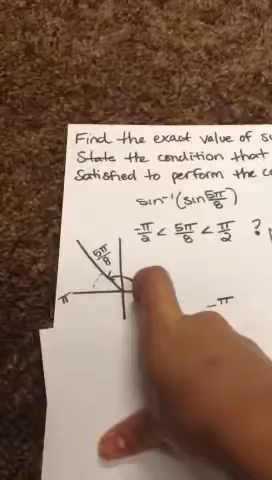 Find the exact value of
State the condition that
Satisfied to perform the
sin⁻¹(sin 5π/8)
-π/2 < 5π/8 < π/2 ?
5π/8
π
-π